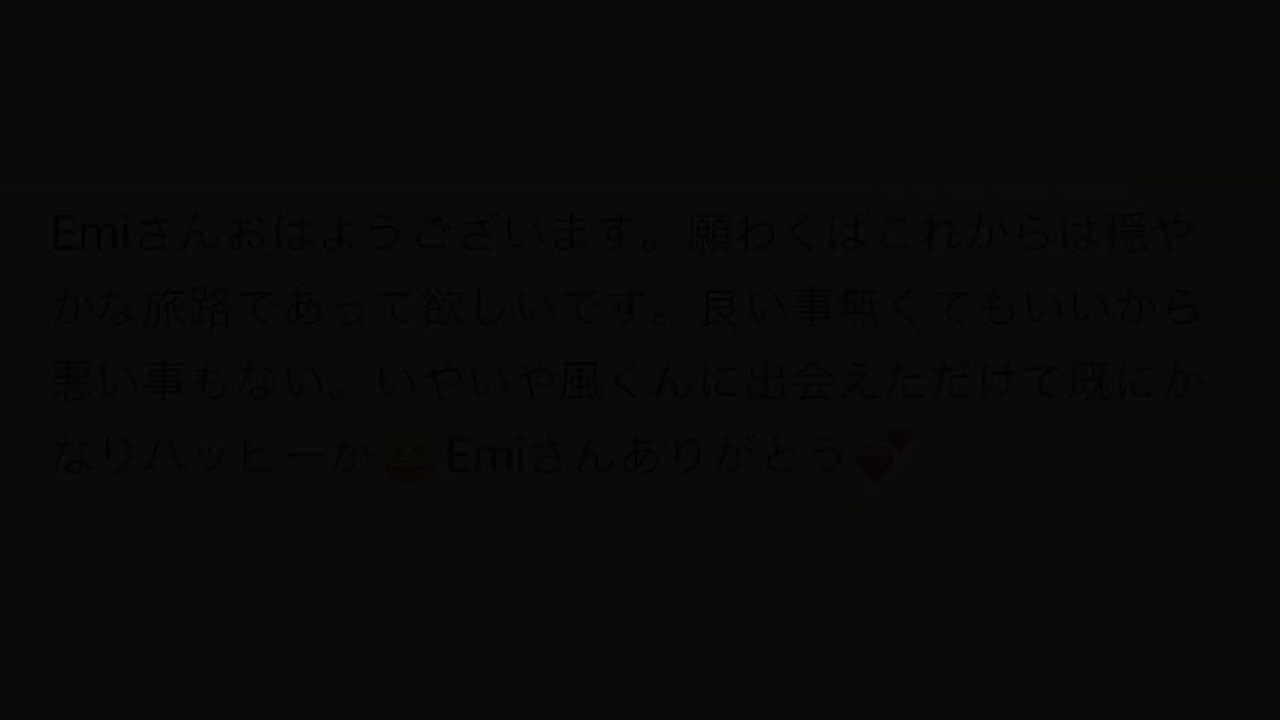 Emiさんおはようございます。願わくばこれからは穏や
かな旅路であって欲しいです。良い事無くてもいいから
悪い事もない。いやいや風くんに出会えただけで既にか
なりハッピーか😆 Emiさんありがとう💕